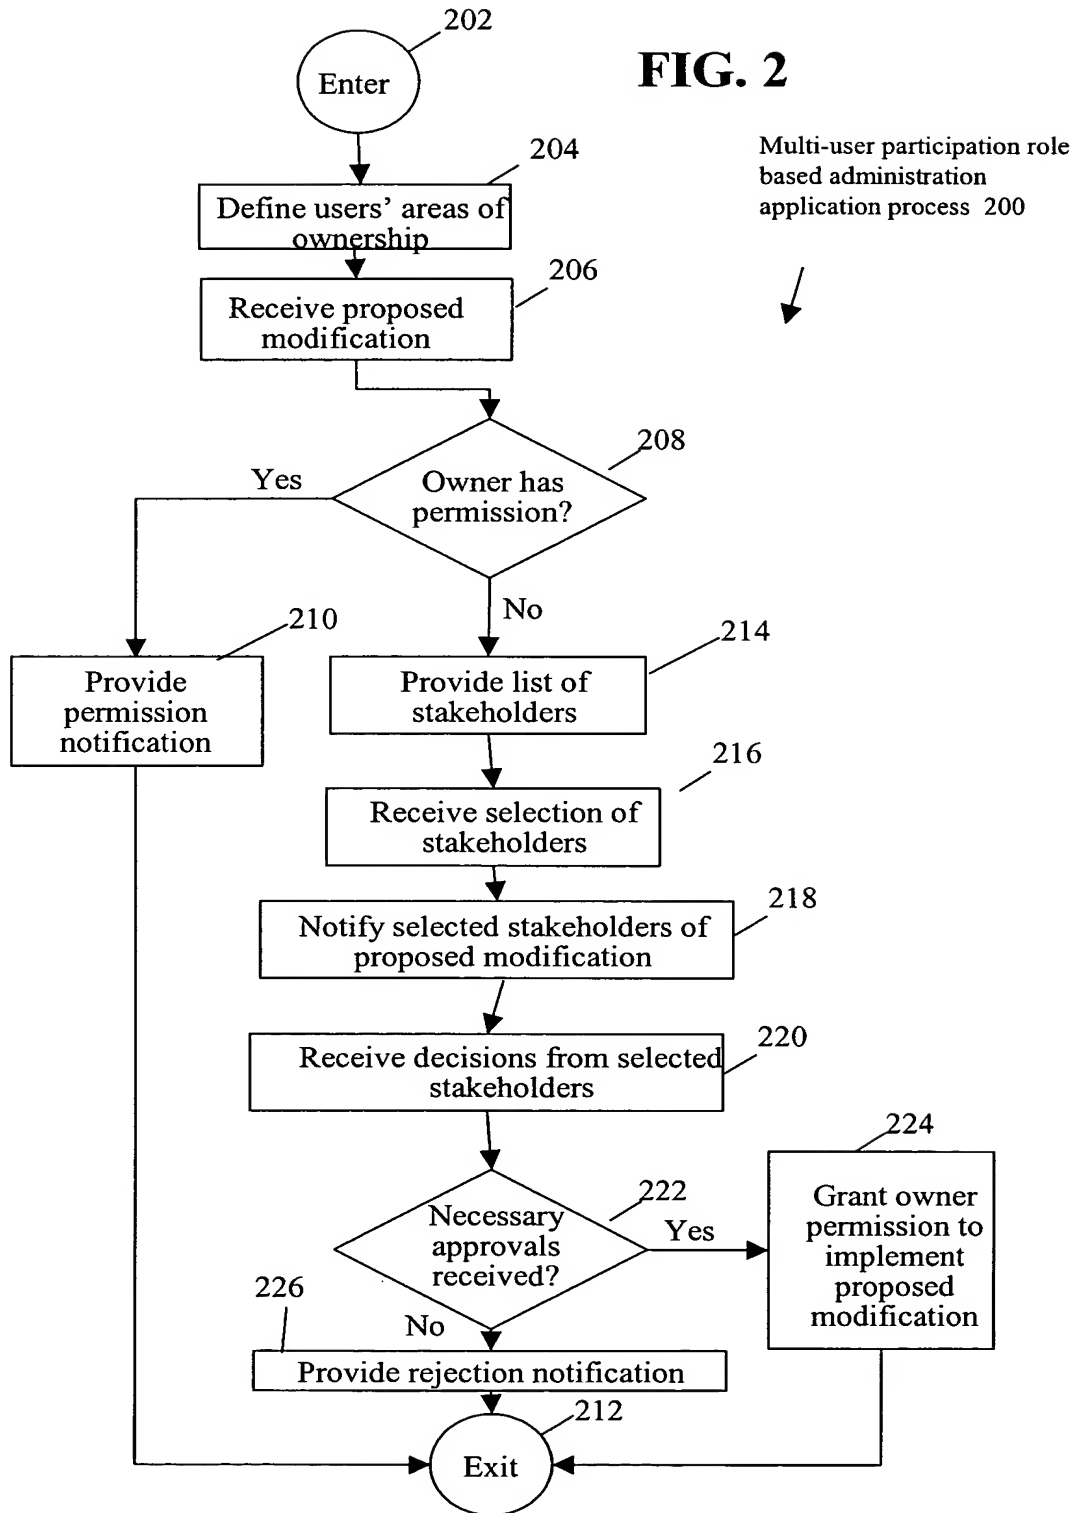 202
Enter
FIG. 2
Multi-user participation role
based administration
application process 200
204
Define users' areas of
ownership
206
Receive proposed
modification
208
Owner has
permission?
Yes
No
210
Provide
permission
notification
214
Provide list of
stakeholders
216
Receive selection of
stakeholders
218
Notify selected stakeholders of
proposed modification
220
Receive decisions from selected
stakeholders
222
Necessary
approvals
received?
Yes
224
Grant owner
permission to
implement
proposed
modification
226
No
Provide rejection notification
212
Exit